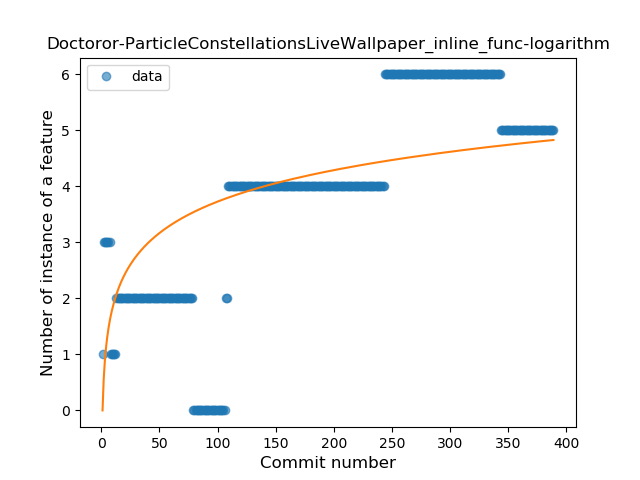 Doctoror-ParticleConstellationsLiveWallpaper_inline_func-logarithm
data
Number of instance of a feature
6
5
4
3
2
1
0
0 50 100 150 200 250 300 350 400
Commit number